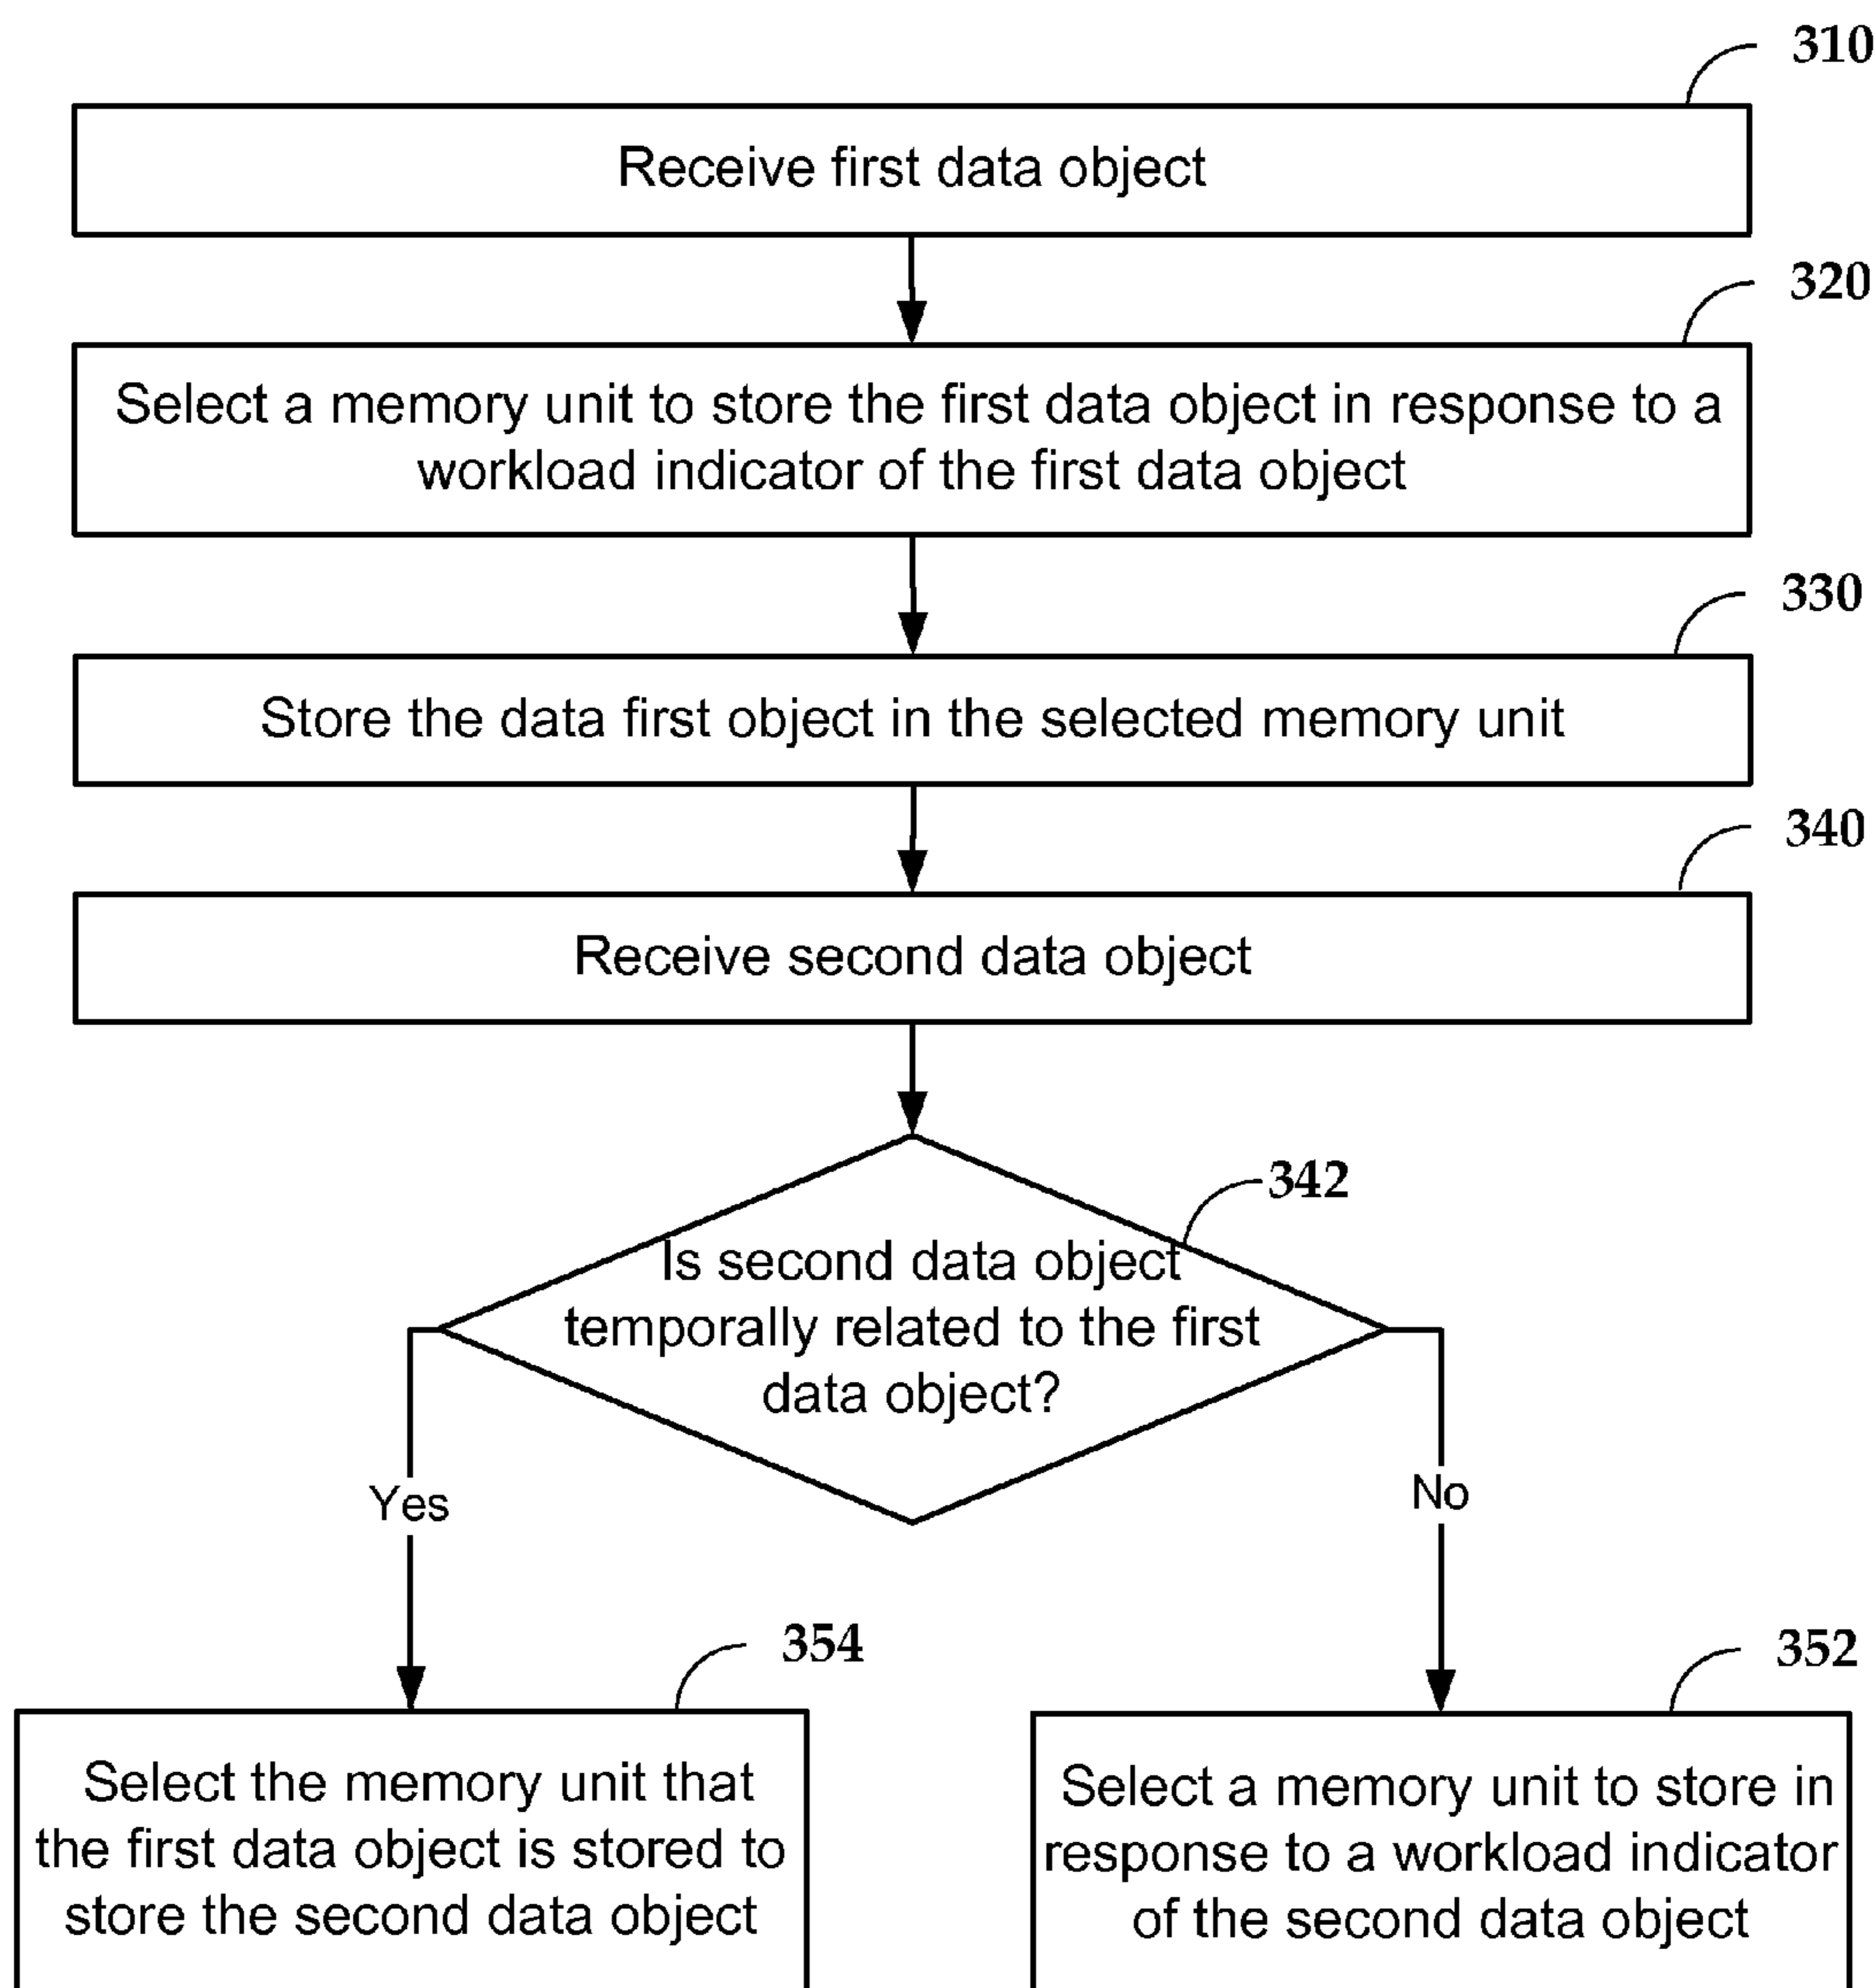 310
Receive first data object
320
Select a memory unit to store the first data object in response to a
workload indicator of the first data object
330
Store the data first object in the selected memory unit
340
Receive second data object
342
Is second data object
temporally related to the first
data object?
Yes
No
354
352
Select the memory unit that
the first data object is stored to
store the second data object
Select a memory unit to store in
response to a workload indicator
of the second data object